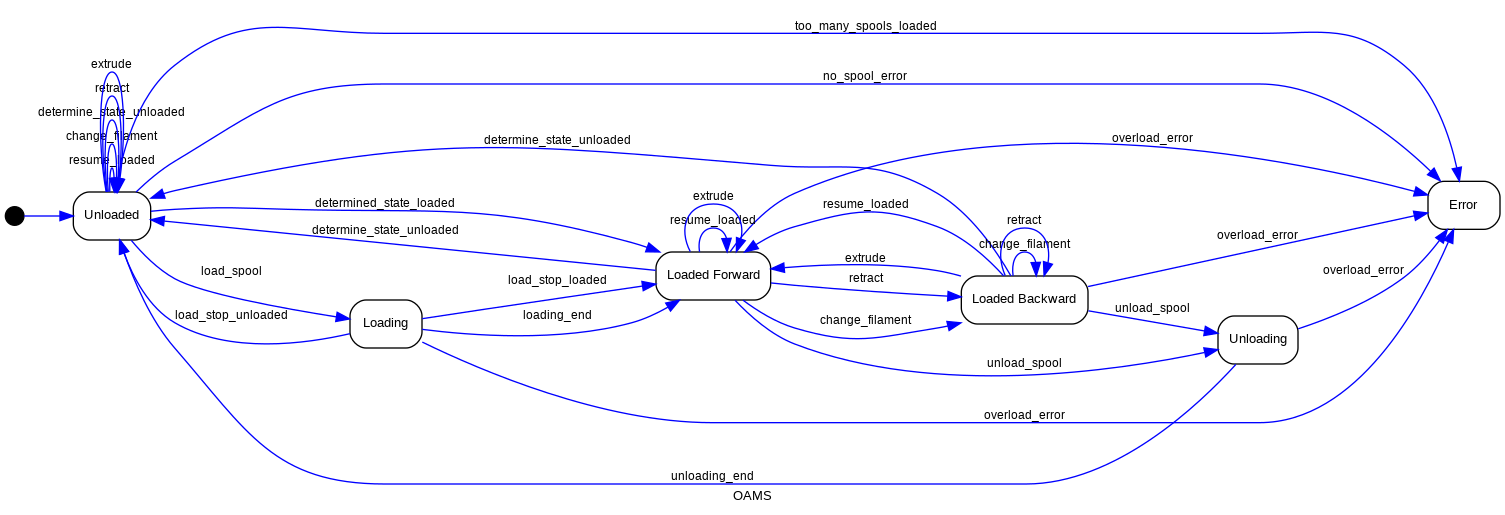 too_many_spools_loaded
extrude
retract
determine_state_unloaded
change_filament
resume_loaded
no_spool_error
determine_state_unloaded
overload_error
Unloaded
determined_state_loaded
determine_state_unloaded
extrude
resume_loaded
Loaded Forward
resume_loaded
retract
change_filament
Error
overload_error
load_spool
load_stop_unloaded
Loading
load_stop_loaded
loading_end
extrude
retract
change_filament
unload_spool
Loaded Backward
unload_spool
Unloading
overload_error
overload_error
unloading_end
OAMS